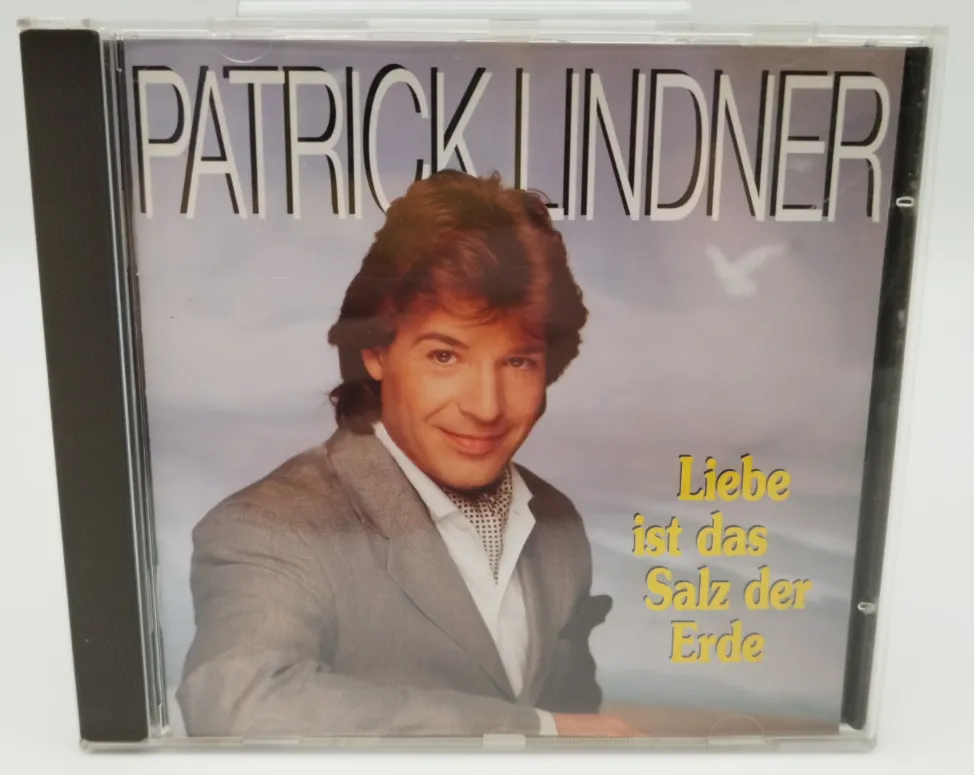 PATRICK LINDNER
Liebe
ist das
Salz der
Erde